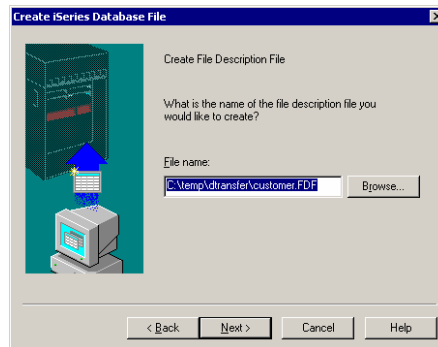 Create iSeries Database File
Create File Description File
What is the name of the file description file you
would like to create?
File name:
C:\temp\dtransfer\customer.FDF
Browse...
< Back
Next >
Cancel
Help